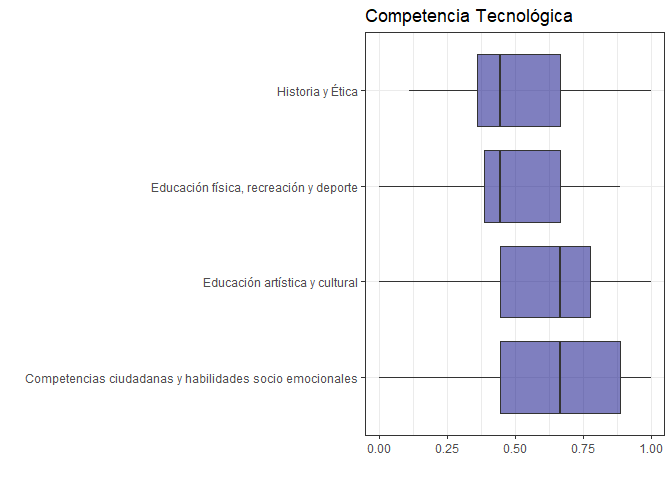 Competencia Tecnológica
Historia y Ética
Educación física, recreación y deporte
Educación artística y cultural
Competencias ciudadanas y habilidades socio emocionales
0.00 0.25 0.50 0.75 1.00